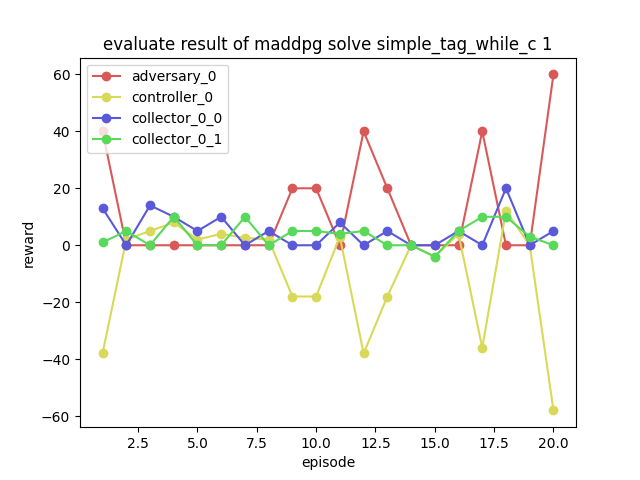 evaluate result of maddpg solve simple_tag_while_c 1
adversary_0
controller_0
collector_0_0
collector_0_1
60
40
20
0
−20
−40
−60
reward
2.5 5.0 7.5 10.0 12.5 15.0 17.5 20.0
episode